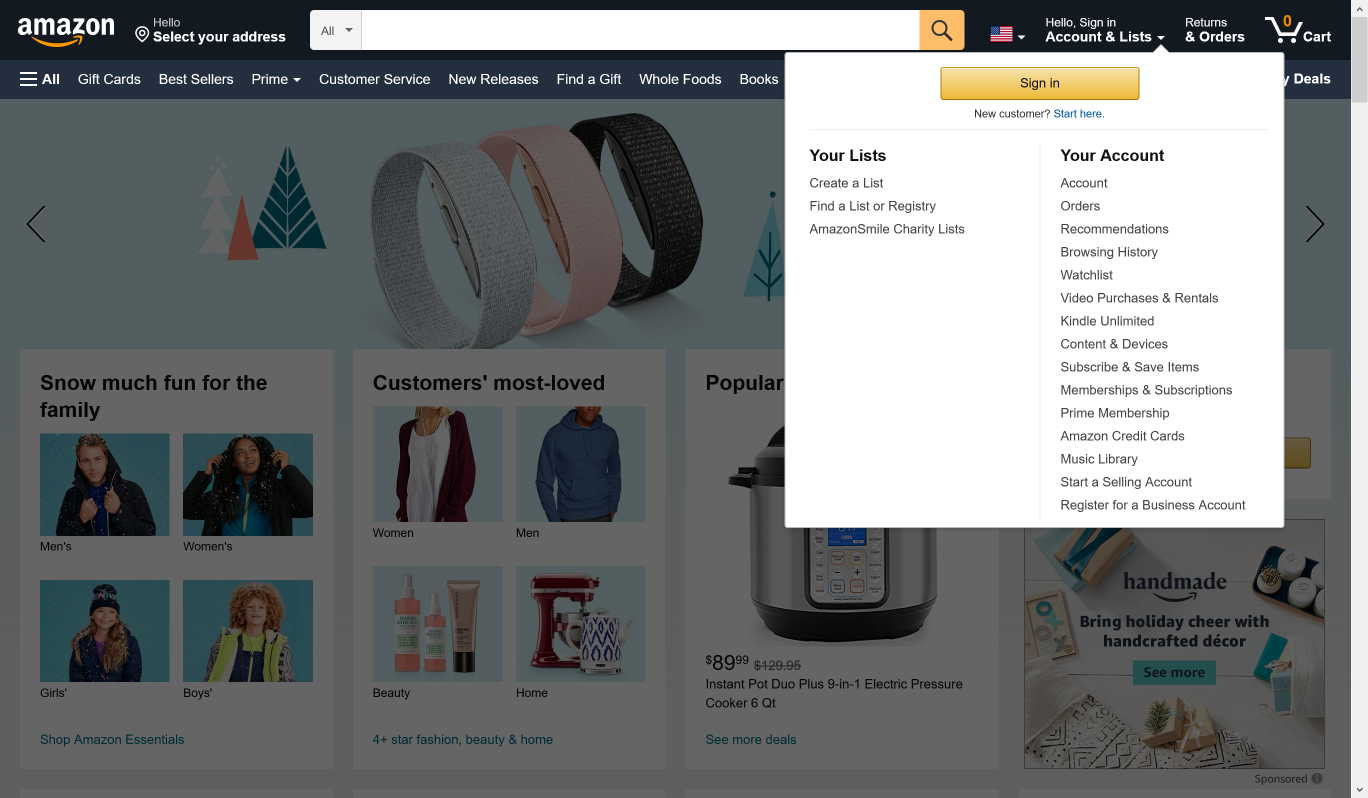 amazon
Hello
Select your address
All
Hello, Sign in
Account & Lists
Returns
& Orders
0
Cart
All
Gift Cards
Best Sellers
Prime
Customer Service
New Releases
Find a Gift
Whole Foods
Books
y Deals
Sign in
New customer? Start here.
Your Lists
Create a List
Find a List or Registry
AmazonSmile Charity Lists
Your Account
Account
Orders
Recommendations
Browsing History
Watchlist
Video Purchases & Rentals
Kindle Unlimited
Content & Devices
Subscribe & Save Items
Memberships & Subscriptions
Prime Membership
Amazon Credit Cards
Music Library
Start a Selling Account
Register for a Business Account
Snow much fun for the
family
Men's
Women's
Girls'
Boys'
Shop Amazon Essentials
Customers' most-loved
Women
Men
Beauty
Home
4+ star fashion, beauty & home
Popular
$8999 $129.95
Instant Pot Duo Plus 9-in-1 Electric Pressure
Cooker 6 Qt
See more deals
handmade
Bring holiday cheer with
handcrafted décor
See more
Sponsored